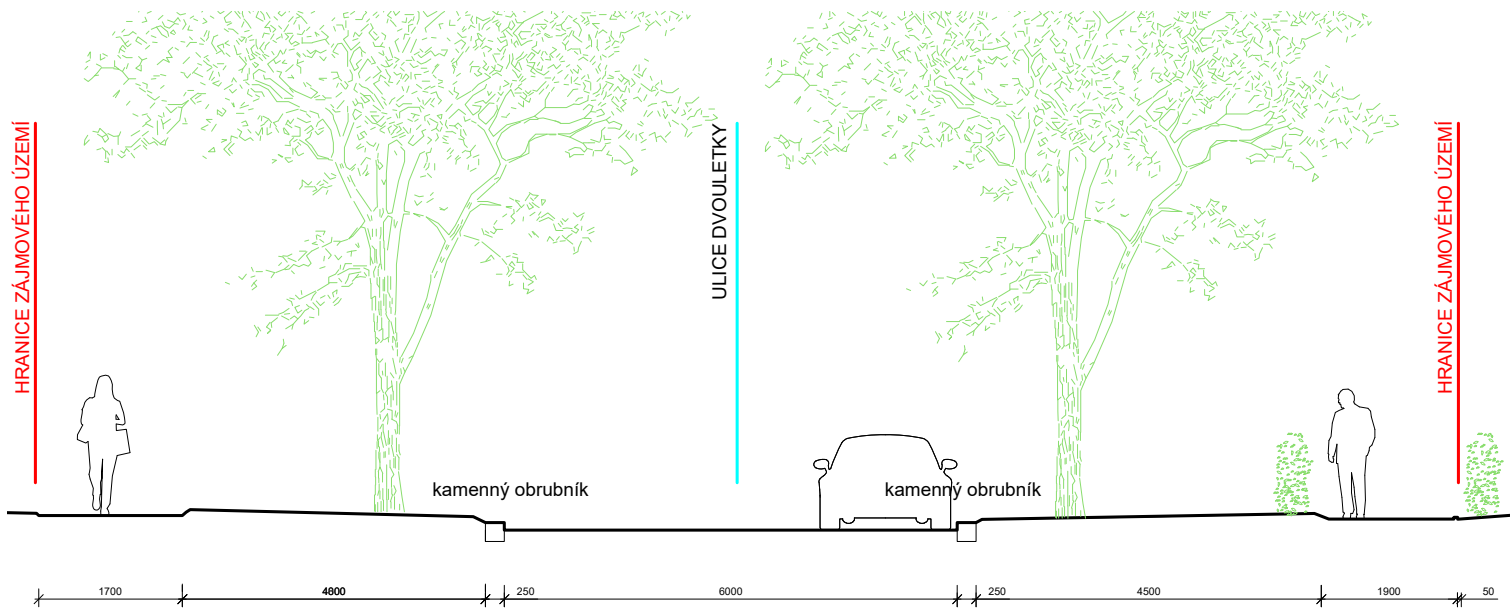 HRANICE ZÁJMOVÉHO ÚZEMÍ
ULICE DVOULETKY
HRANICE ZÁJMOVÉHO ÚZEMÍ
kamenný obrubník
kamenný obrubník
1700
250
6000
250
4500
1900
50